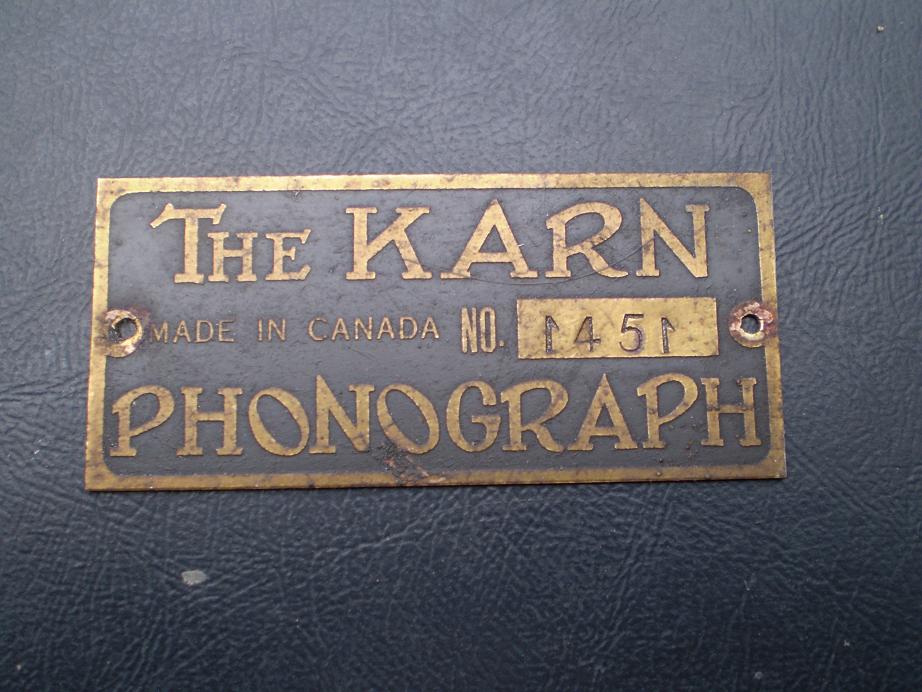 THE KARN
MADE IN CANADA NO. 1451
PHONOGRAPH